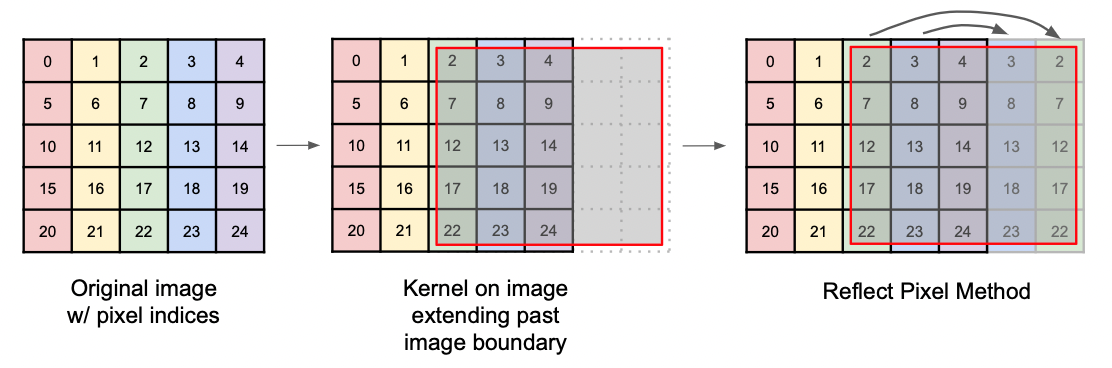 0 1 2 3 4
5 6 7 8 9
10 11 12 13 14
15 16 17 18 19
20 21 22 23 24
Original image
w/ pixel indices
0 1 2 3 4
5 6 7 8 9
10 11 12 13 14
15 16 17 18 19
20 21 22 23 24
Kernel on image
extending past
image boundary
0 1 2 3 4 3 2
5 6 7 8 9 8 7
10 11 12 13 14 13 12
15 16 17 18 19 18 17
20 21 22 23 24 23 22
Reflect Pixel Method